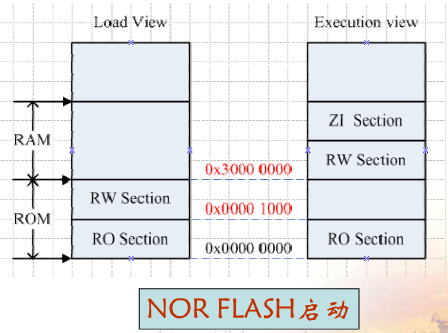 Load View
Execution view
ZI Section
RAM
RW Section
0x3000 0000
RW Section
0x0000 1000
ROM
RO Section
0x0000 0000
RO Section
NOR FLASH启动